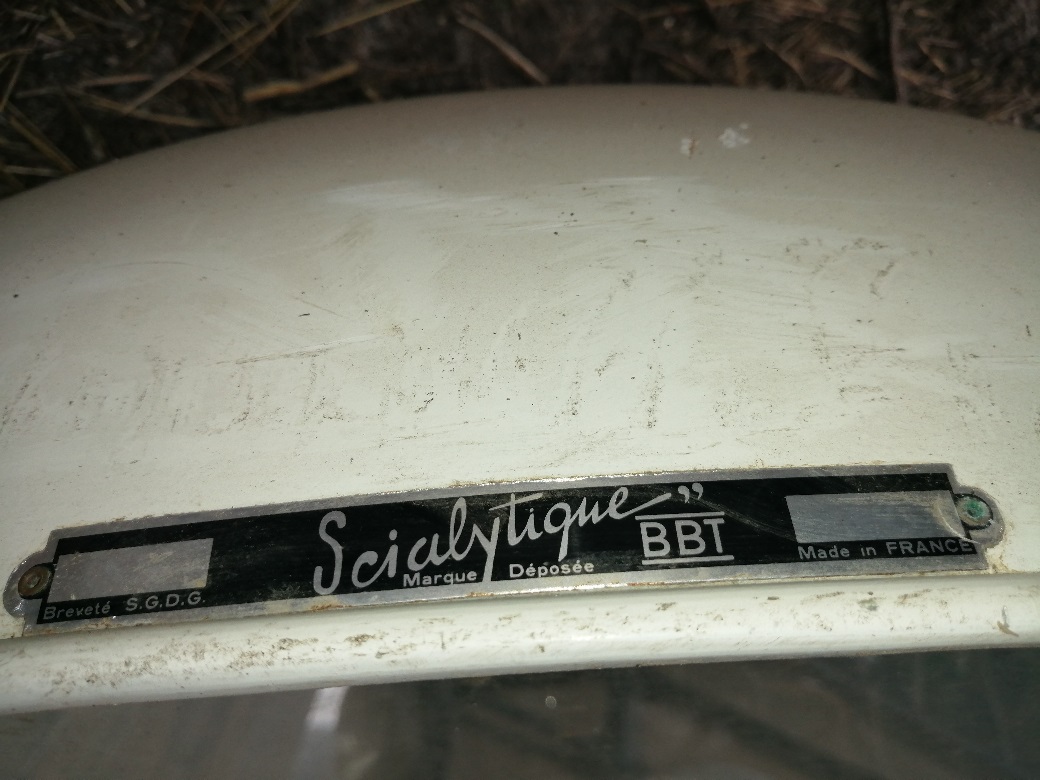 Scialytique”
BBT
Marque Déposée
Breveté S.G.D.G.
Made in FRANCE